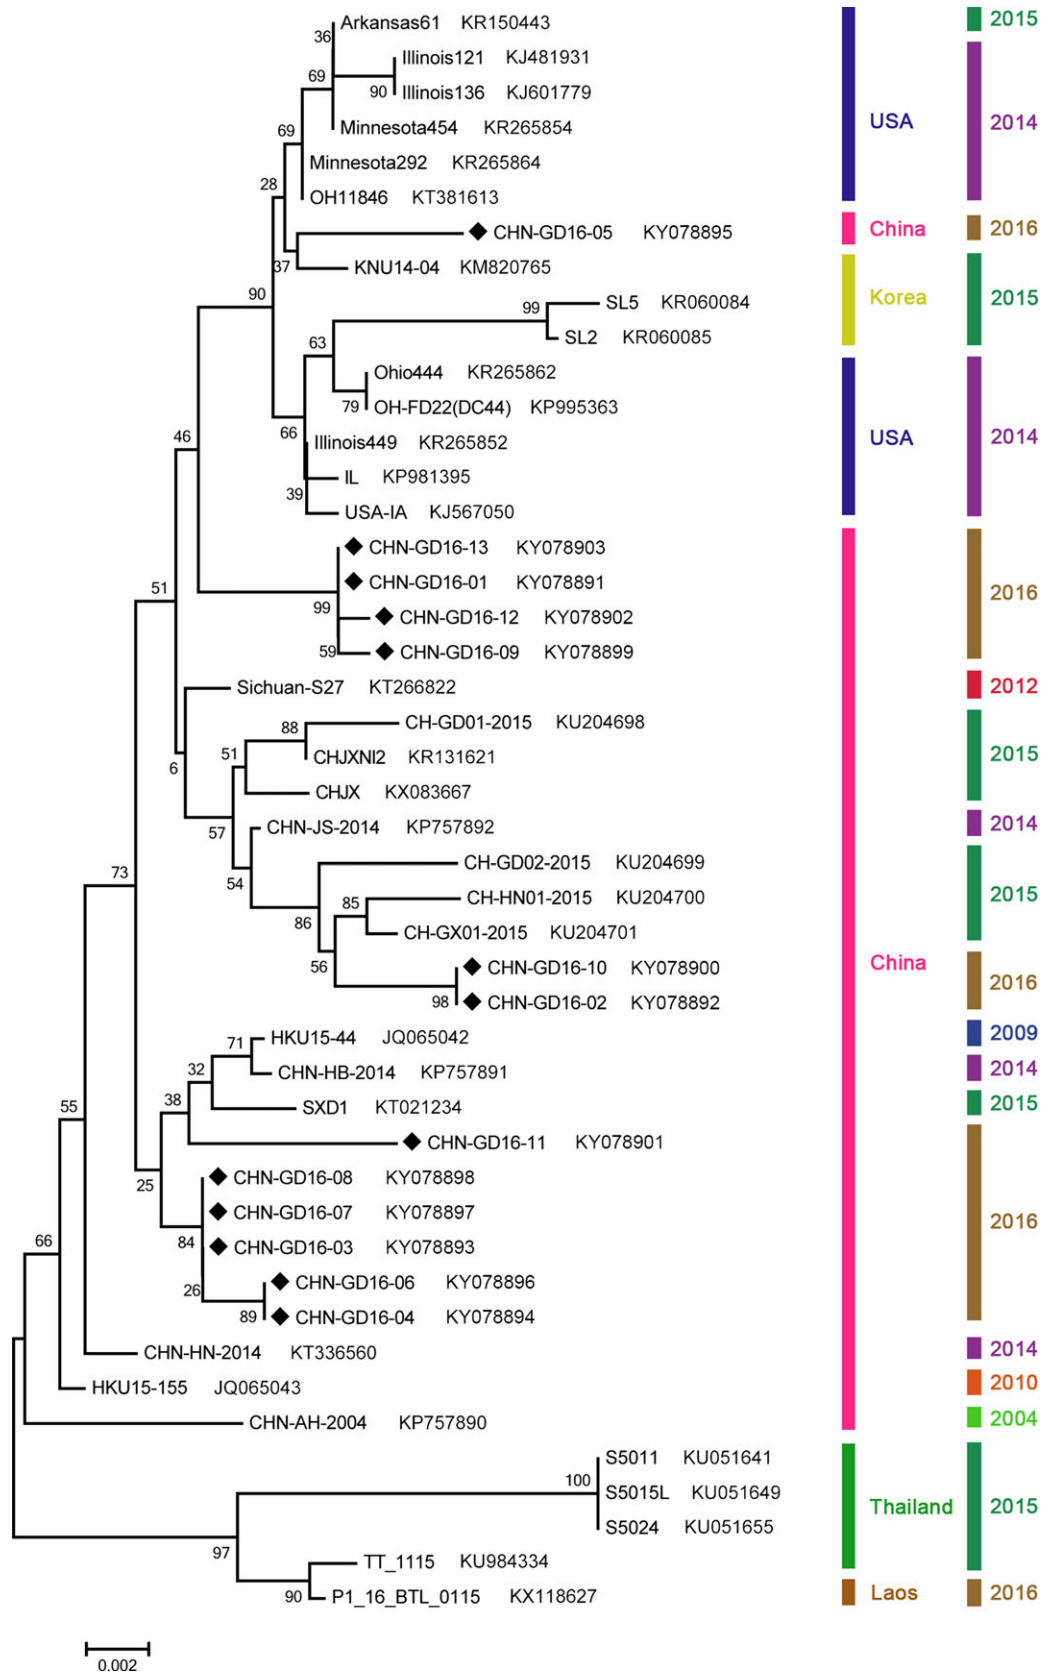 Arkansas61 KR150443 2015
36
Illinois121 KJ481931
69
90 Illinois136 KJ601779
USA 2014
Minnesota454 KR265854
69
Minnesota292 KR265864
28
OH11846 KT381613
CHN-GD16-05 KY078895 China 2016
37 KNU14-04 KM820765
90
SL5 KR060084 Korea 2015
99
SL2 KR060085
63
Ohio444 KR265862
79 OH-FD22(DC44) KP995363
66
USA 2014
46 Illinois449 KR265852
IL KP981395
39
USA-IA KJ567050
CHN-GD16-13 KY078903
51 CHN-GD16-01 KY078891
2016
99 CHN-GD16-12 KY078902
59 CHN-GD16-09 KY078899
Sichuan-S27 KT266822 2012
88 CH-GD01-2015 KU204698
51 CHJXNI2 KR131621 2015
6
CHJX KX083667
57 CHN-JS-2014 KP757892 2014
CH-GD02-2015 KU204699
73
54
85 CH-HN01-2015 KU204700 2015
86
CH-GX01-2015 KU204701
56
China
CHN-GD16-10 KY078900
2016
98 CHN-GD16-02 KY078892
71 HKU15-44 JQ065042 2009
32 CHN-HB-2014 KP757891 2014
38 SXD1 KT021234 2015
55
CHN-GD16-11 KY078901
25 CHN-GD16-08 KY078898
CHN-GD16-07 KY078897
2016
84
66 CHN-GD16-03 KY078893
26 CHN-GD16-06 KY078896
89 CHN-GD16-04 KY078894
CHN-HN-2014 KT336560 2014
HKU15-155 JQ065043 2010
CHN-AH-2004 KP757890 2004
S5011 KU051641
100
S5015L KU051649 Thailand 2015
S5024 KU051655
97
TT_1115 KU984334
90 P1_16_BTL_0115 KX118627 Laos 2016
0.002